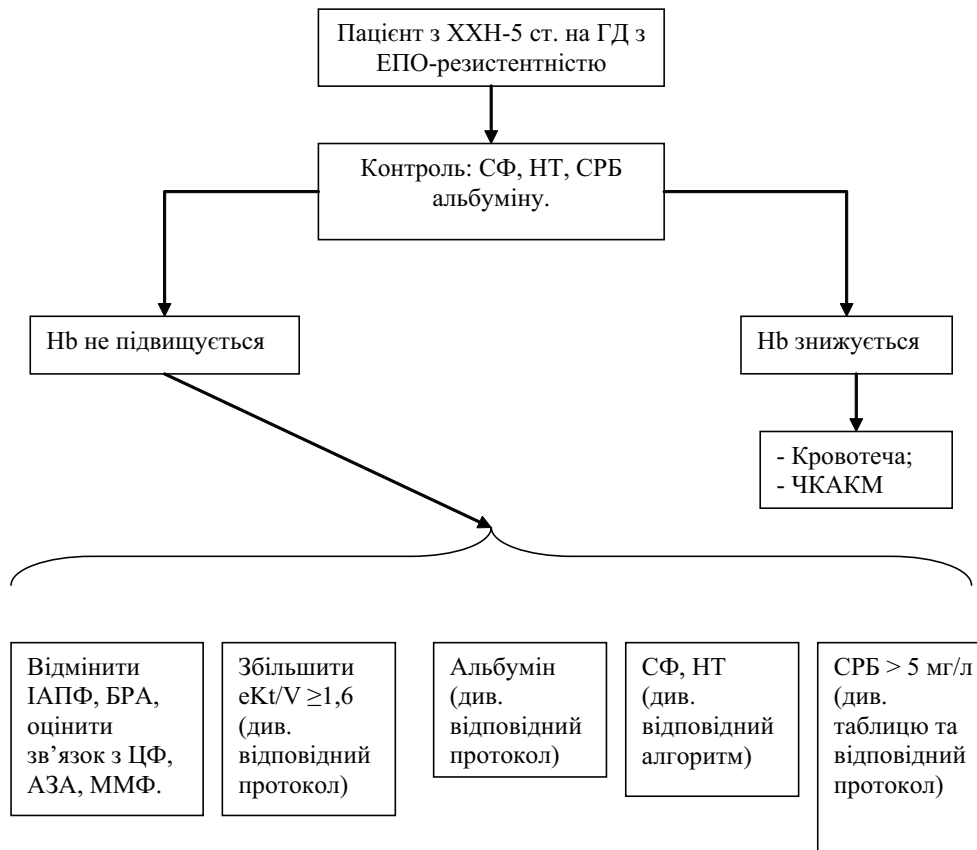 Пацієнт з ХХН-5 ст. на ГД з
ЕПО-резистентністю
Контроль: СФ, НТ, СРБ
альбуміну.
Hb не підвищується
Hb знижується
- Кровотеча;
- ЧКАКМ
Відмінити
ІАПФ, БРА,
оцінити
зв’язок з ЦФ,
АЗА, ММФ.
Збільшити
eKt/V ≥1,6
(див.
відповідний
протокол)
Альбумін
(див.
відповідний
протокол)
СФ, НТ
(див.
відповідний
алгоритм)
СРБ > 5 мг/л
(див.
таблицю та
відповідний
протокол)